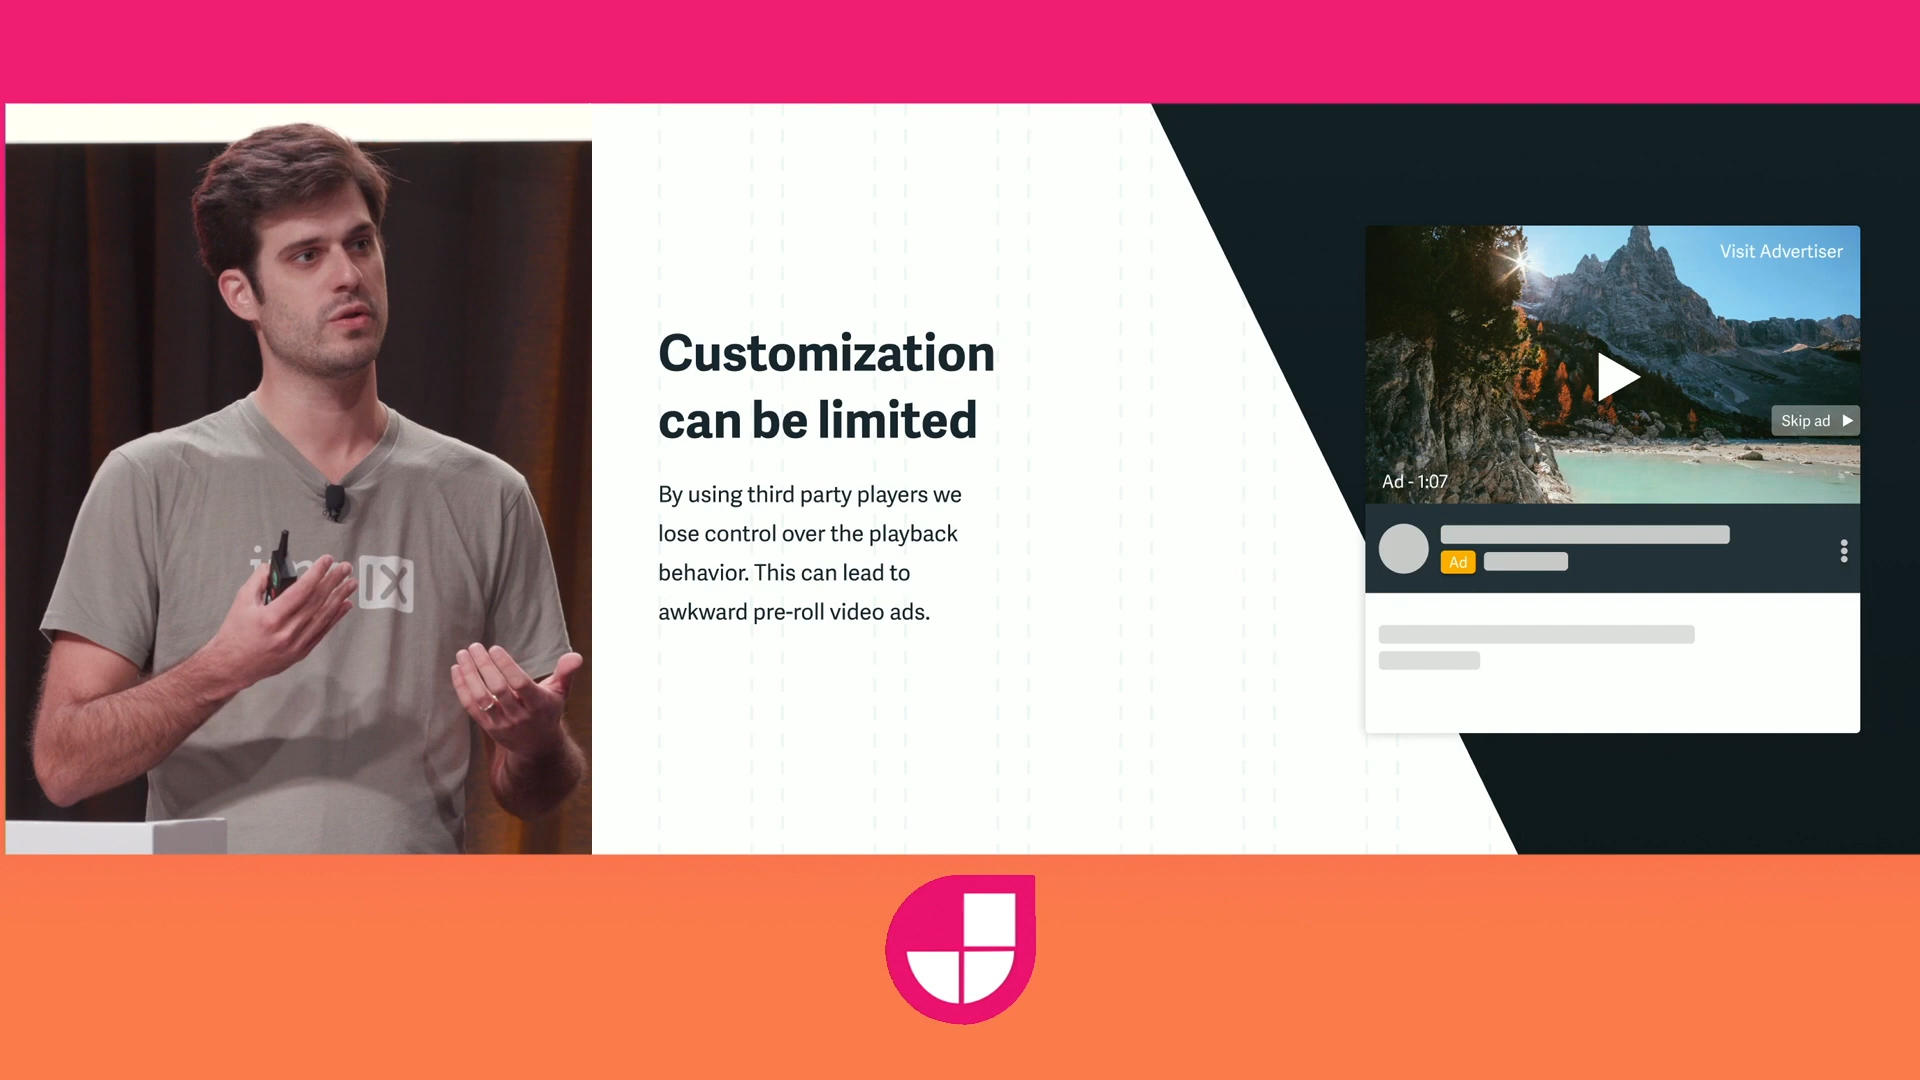 IX
Customization
can be limited
By using third party players we
lose control over the playback
behavior. This can lead to
awkward pre-roll video ads.
Visit Advertiser
Skip ad
Ad - 1:07
Ad